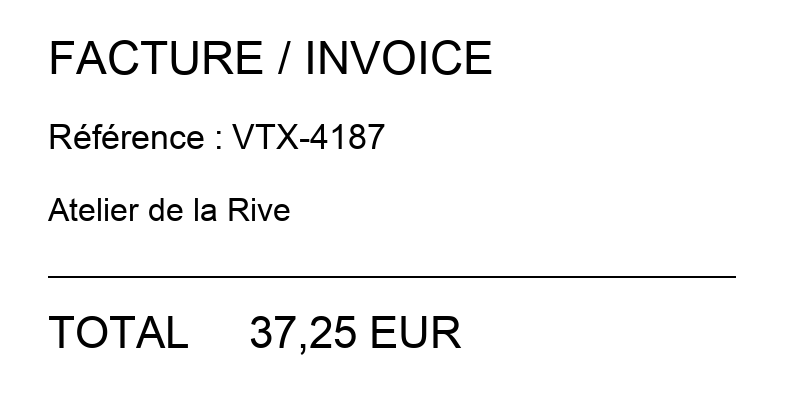 FACTURE / INVOICE
Référence : VTX-4187
Atelier de la Rive
TOTAL 37,25 EUR